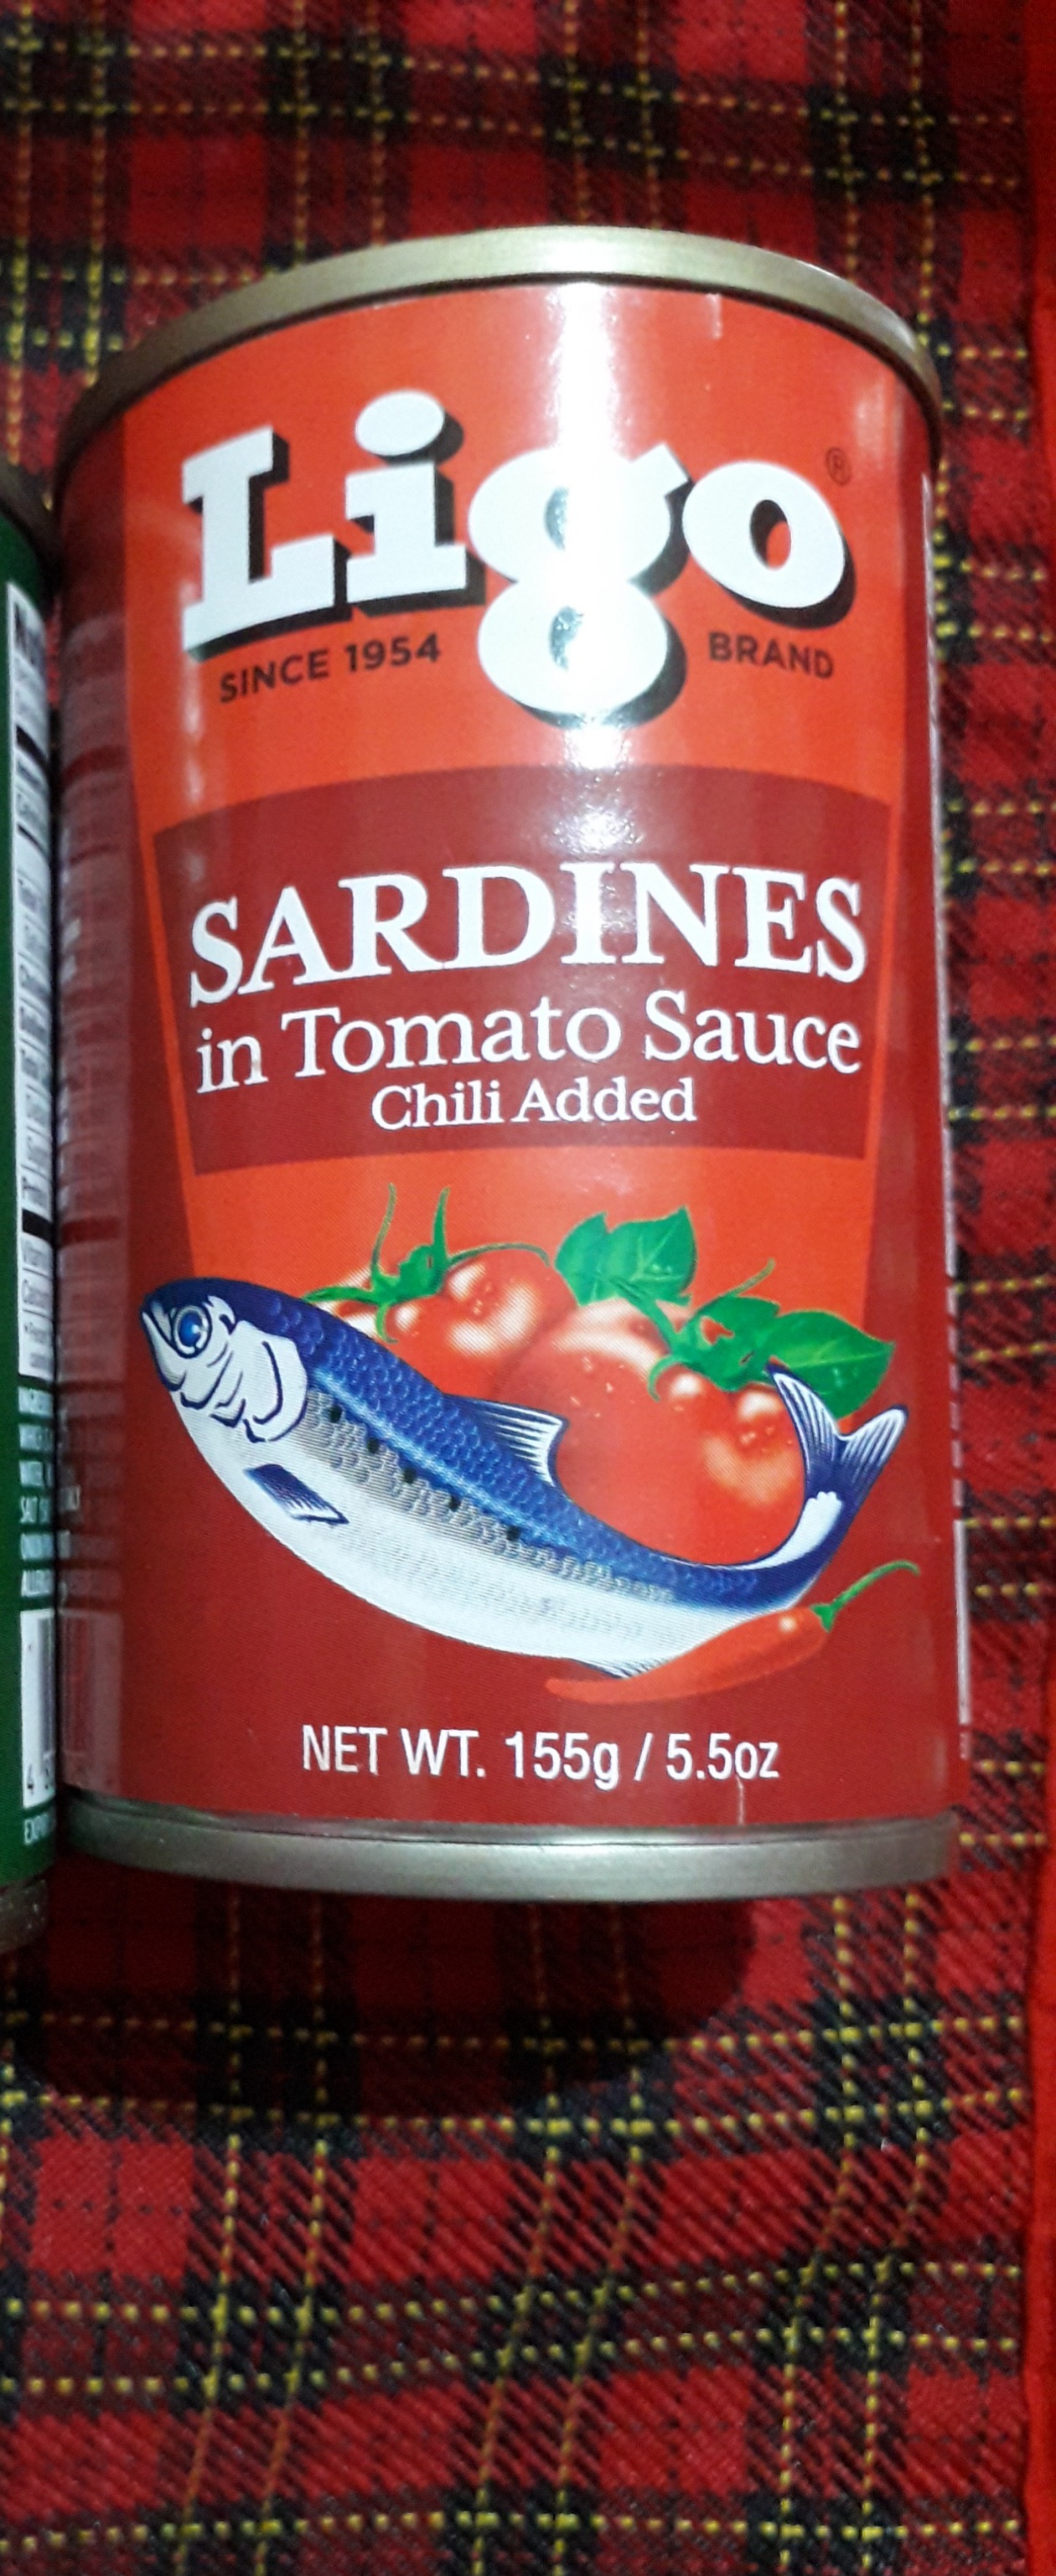 Ligo®
SINCE 1954 BRAND
SARDINES
in Tomato Sauce
Chili Added
NET WT. 155g / 5.5oz